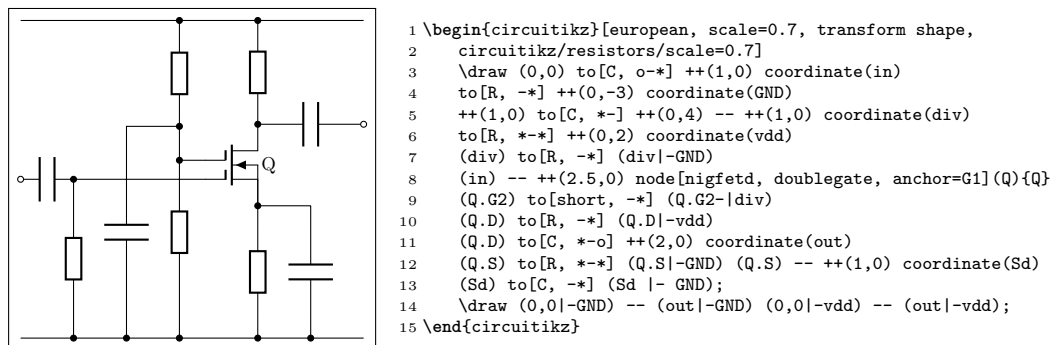 Q
1 \begin{circuitikz}[european, scale=0.7, transform shape,
2     circuitikz/resistors/scale=0.7]
3     \draw (0,0) to[C, o-*] ++(1,0) coordinate(in)
4     to[R, -*] ++(0,-3) coordinate(GND)
5     ++(1,0) to[C, *-] ++(0,4) -- ++(1,0) coordinate(div)
6     to[R, *-*] ++(0,2) coordinate(vdd)
7     (div) to[R, -*] (div|-GND)
8     (in) -- ++(2.5,0) node[nigfetd, doublegate, anchor=G1](Q){Q}
9     (Q.G2) to[short, -*] (Q.G2-|div)
10     (Q.D) to[R, -*] (Q.D|-vdd)
11     (Q.D) to[C, *-o] ++(2,0) coordinate(out)
12     (Q.S) to[R, *-*] (Q.S|-GND) (Q.S) -- ++(1,0) coordinate(Sd)
13     (Sd) to[C, -*] (Sd |- GND);
14     \draw (0,0|-GND) -- (out|-GND) (0,0|-vdd) -- (out|-vdd);
15 \end{circuitikz}